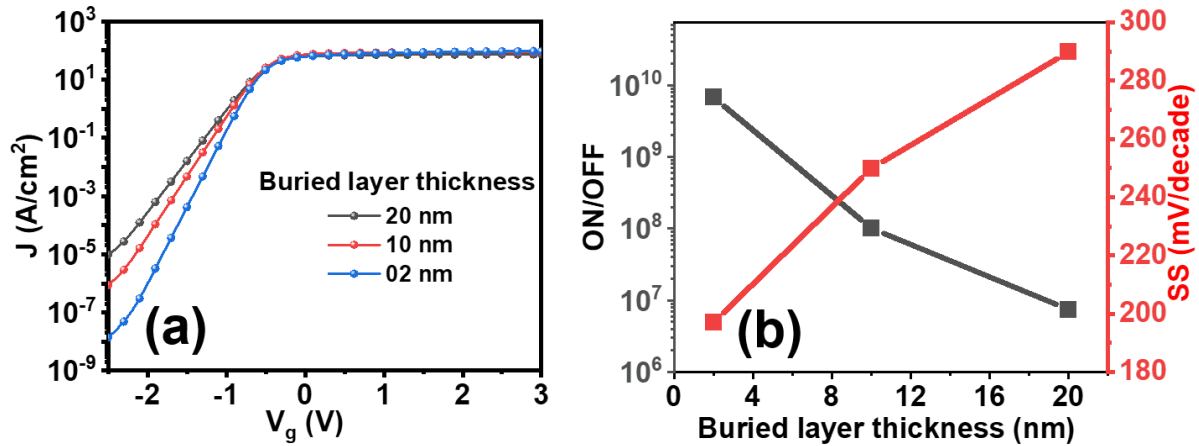 10³
10¹
10⁻¹
10⁻³
10⁻⁵
10⁻⁷
10⁻⁹
J (A/cm²)
Buried layer thickness
20 nm
10 nm
02 nm
(a)
-2 -1 0 1 2 3
V_g (V)
10¹⁰
10⁹
10⁸
10⁷
10⁶
ON/OFF
(b)
300
280
260
240
220
200
180
SS (mV/decade)
0 4 8 12 16 20
Buried layer thickness (nm)